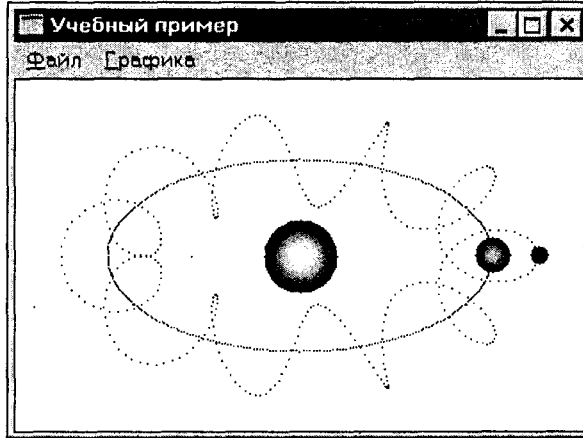 Учебный пример
Файл Графика